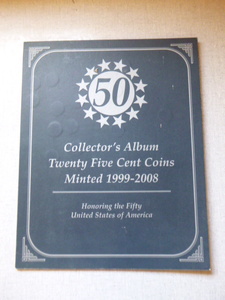 50
Collector's Album
Twenty Five Cent Coins
Minted 1999-2008
Honoring the Fifty
United States of America